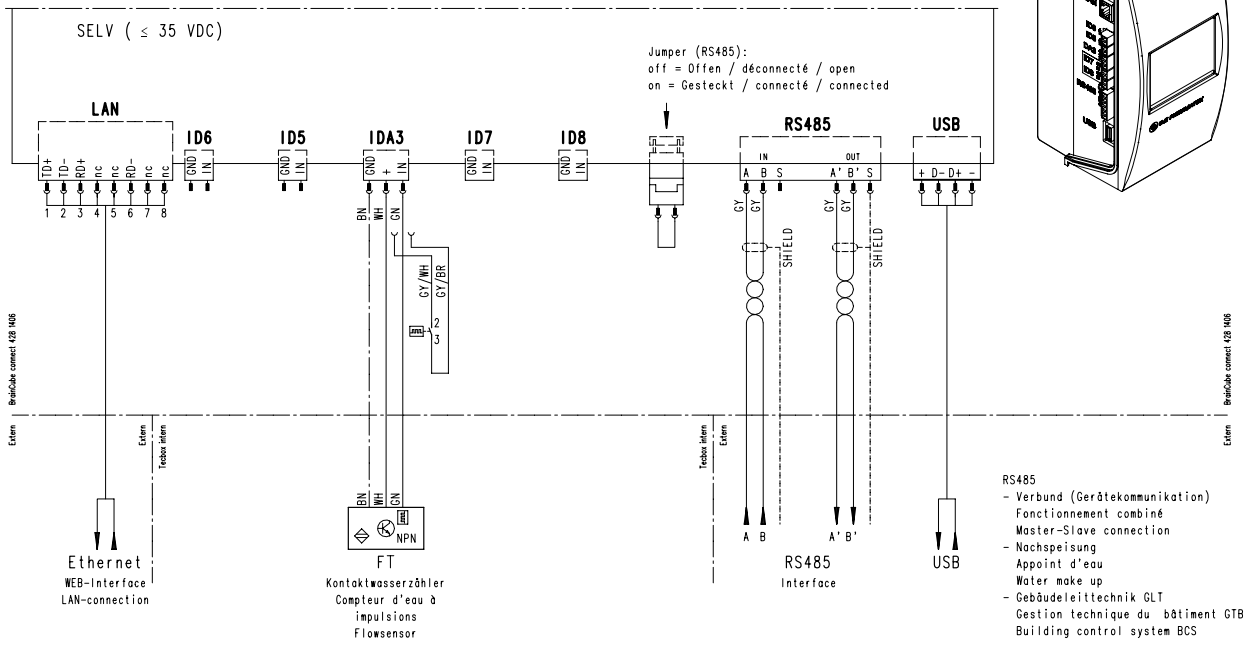 SELV ( ≤ 35 VDC)
Jumper (RS485):
off = Offen / déconnecté / open
on = Gesteckt / connecté / connected
LAN
ID6
ID5
IDA3
ID7
ID8
RS485
USB
TD+ TD- RD+ nc nc RD- nc nc
GND IN
GND IN
GND + IN
GND IN
GND IN
IN OUT
A B S A' B' S
+ D- D+ -
1 2 3 4 5 6 7 8
BN WH GN
GY GY GY GY
SHIELD SHIELD
GY/WH GY/BR
2
3
BrainCube connect 428 1406
BrainCube connect 428 1406
Extern
Extern
Tecbox intern
Tecbox intern
Extern
Extern
BN WH GN
NPN
A B A' B'
Ethernet
WEB-Interface
LAN-connection
FT
Kontaktwasserzähler
Compteur d'eau à
impulsions
Flowsensor
RS485
Interface
USB
RS485
- Verbund (Gerätekommunikation)
Fonctionnement combiné
Master-Slave connection
- Nachspeisung
Appoint d'eau
Water make up
- Gebäudeleittechnik GLT
Gestion technique du bâtiment GTB
Building control system BCS